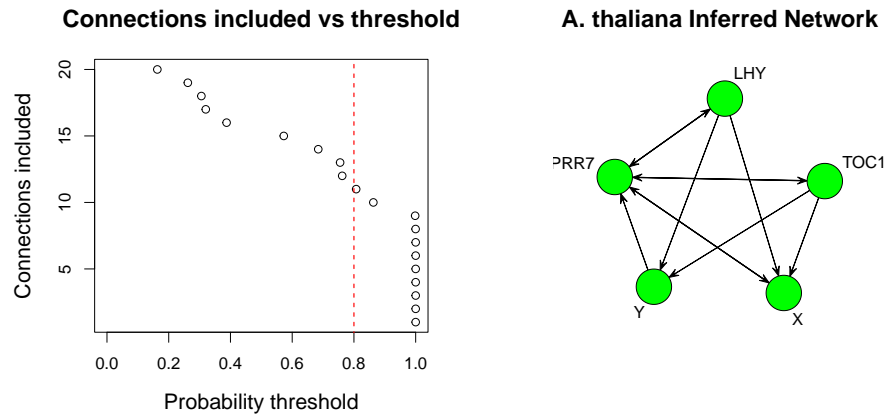 Connections included vs threshold
Connections included
20
15
10
5
0.0 0.2 0.4 0.6 0.8 1.0
Probability threshold
A. thaliana Inferred Network
LHY
PRR7
TOC1
Y
X